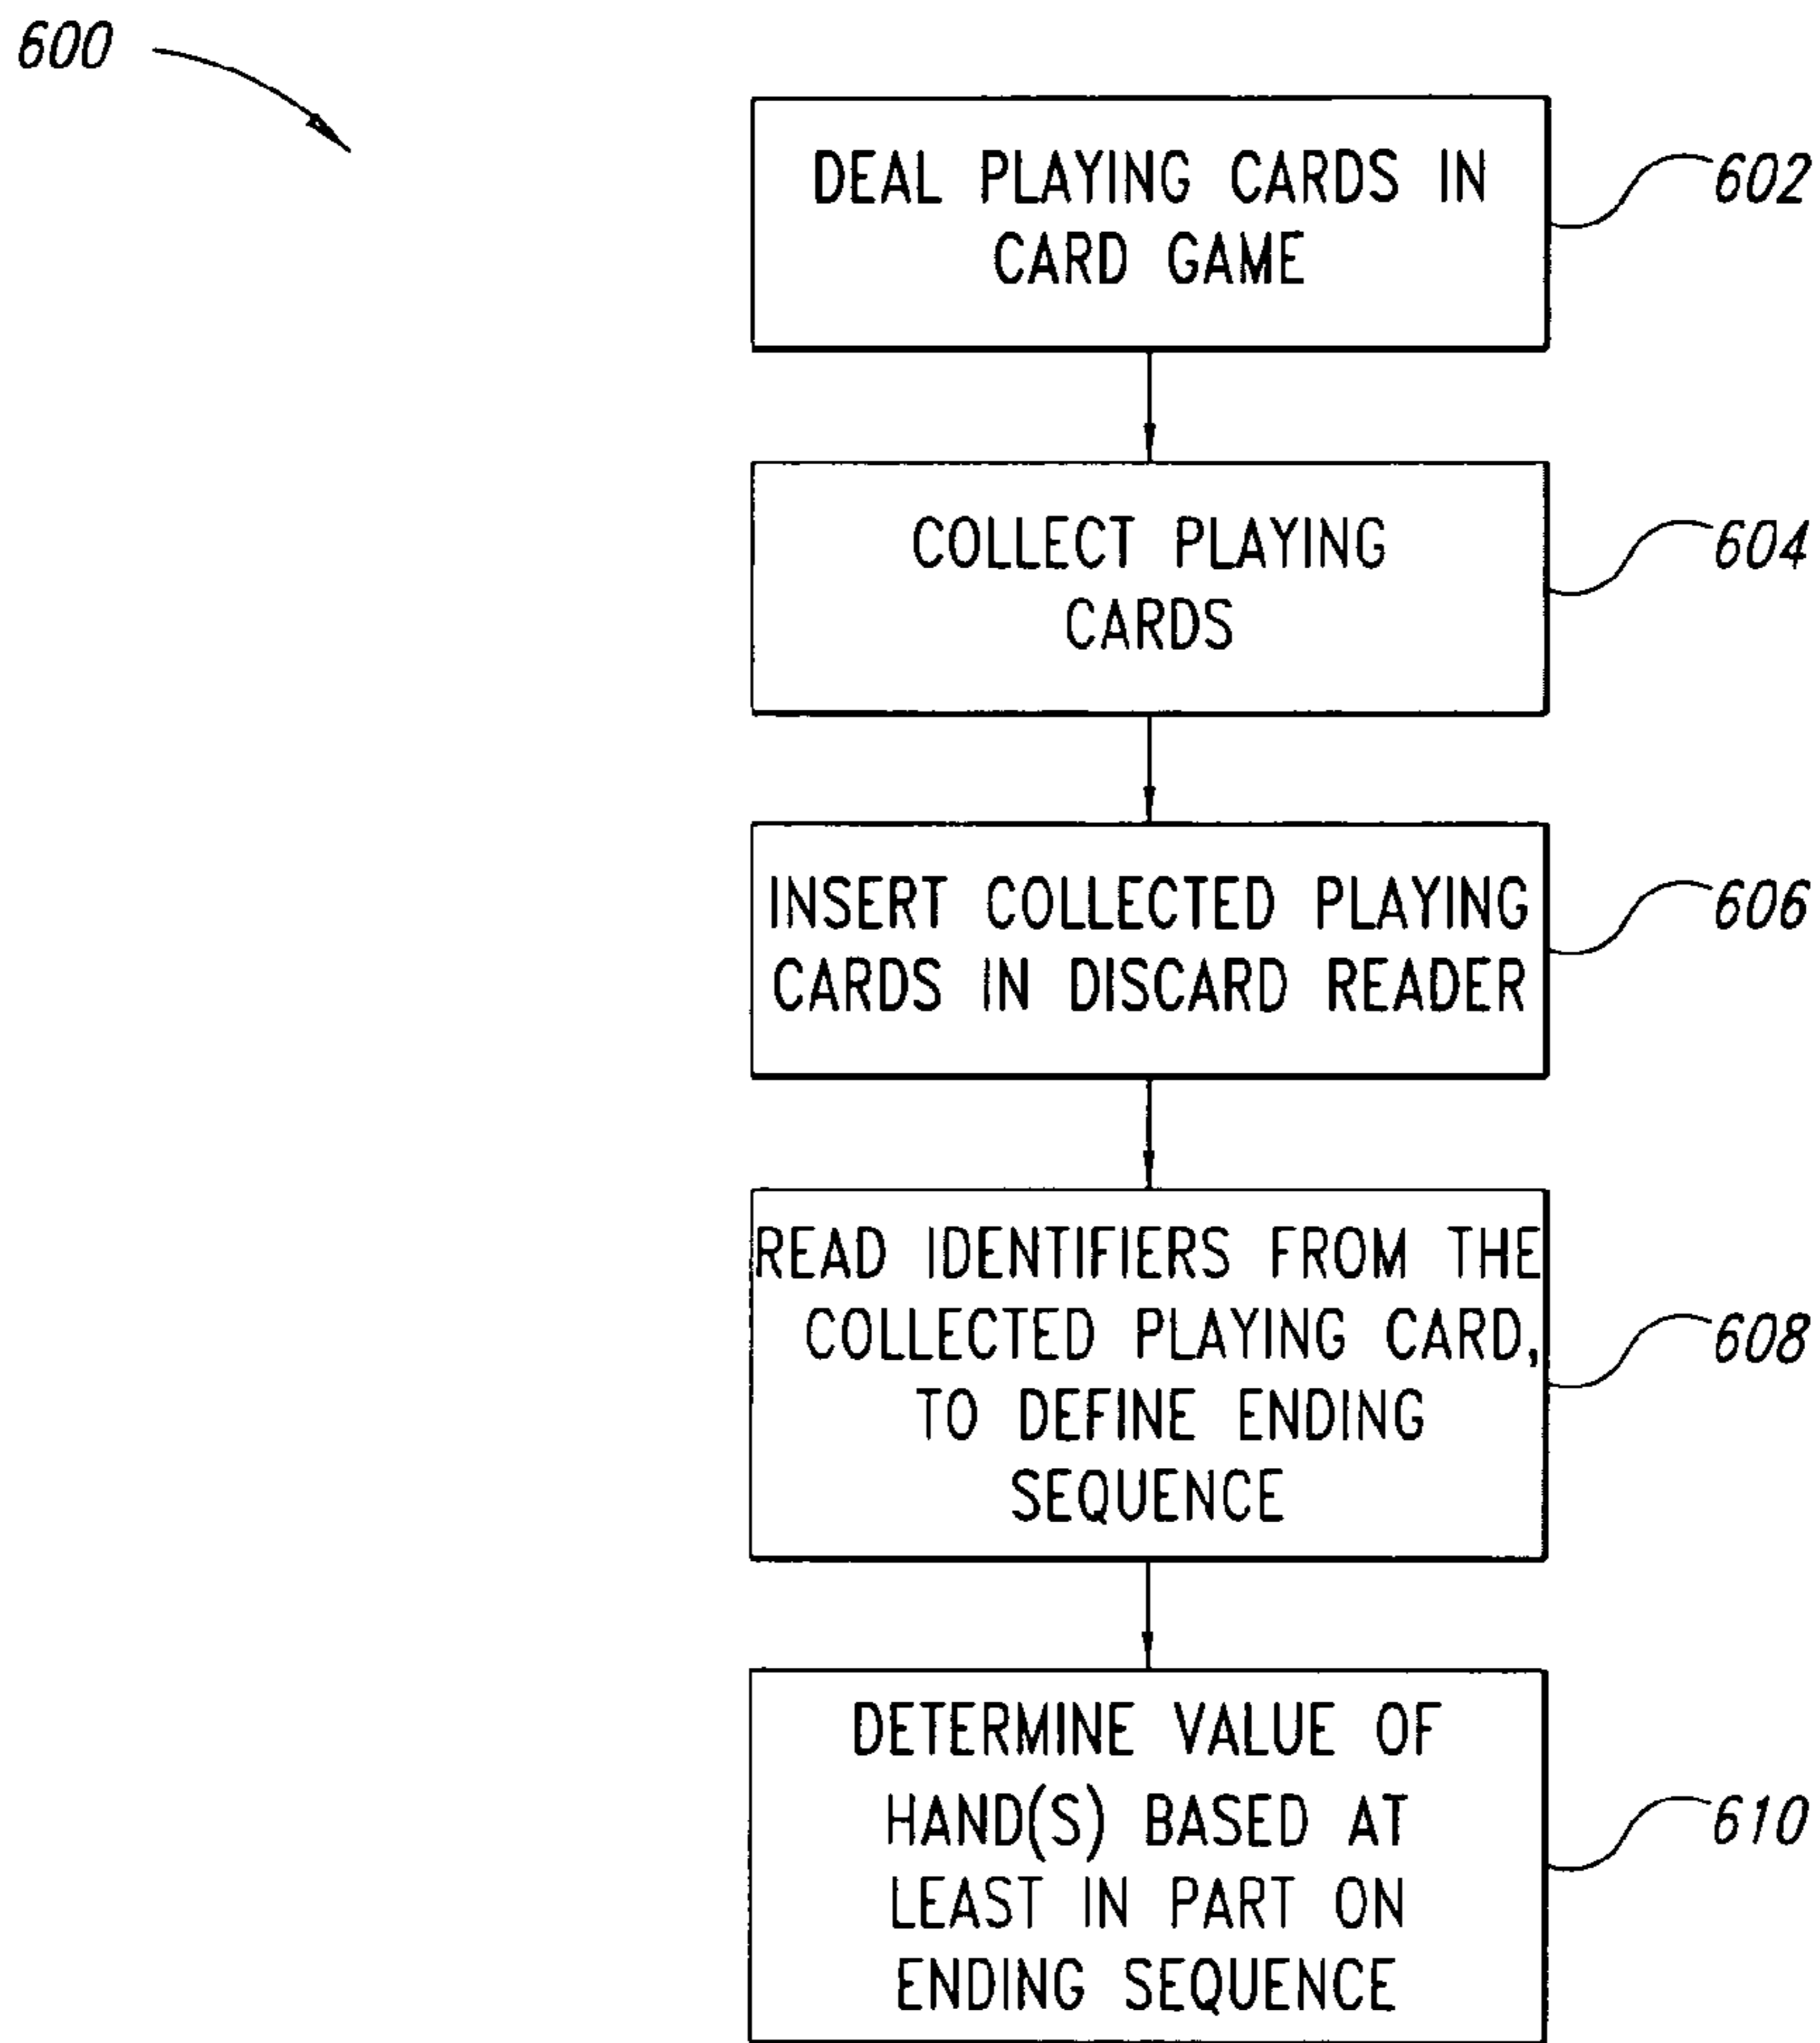 600
DEAL PLAYING CARDS IN
CARD GAME
602
COLLECT PLAYING
CARDS
604
INSERT COLLECTED PLAYING
CARDS IN DISCARD READER
606
READ IDENTIFIERS FROM THE
COLLECTED PLAYING CARD,
TO DEFINE ENDING
SEQUENCE
608
DETERMINE VALUE OF
HAND(S) BASED AT
LEAST IN PART ON
ENDING SEQUENCE
610